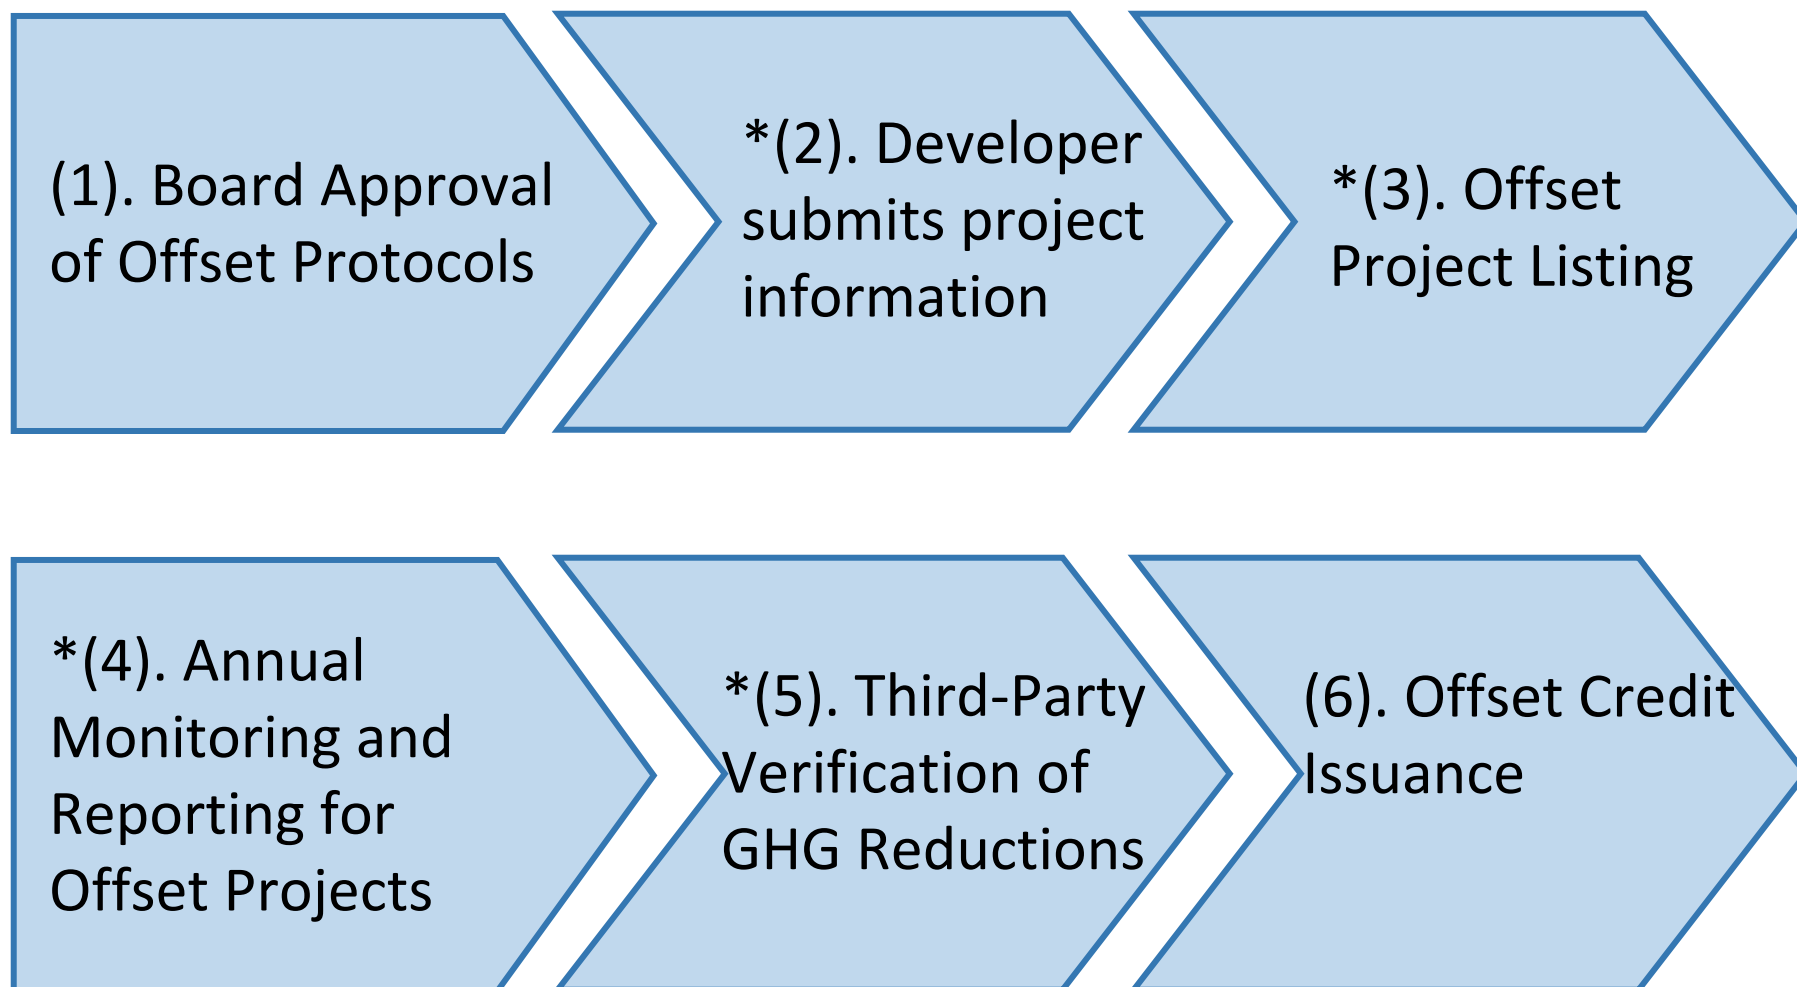 (1). Board Approval
of Offset Protocols
*(2). Developer
submits project
information
*(3). Offset
Project Listing
*(4). Annual
Monitoring and
Reporting for
Offset Projects
*(5). Third-Party
Verification of
GHG Reductions
(6). Offset Credit
Issuance